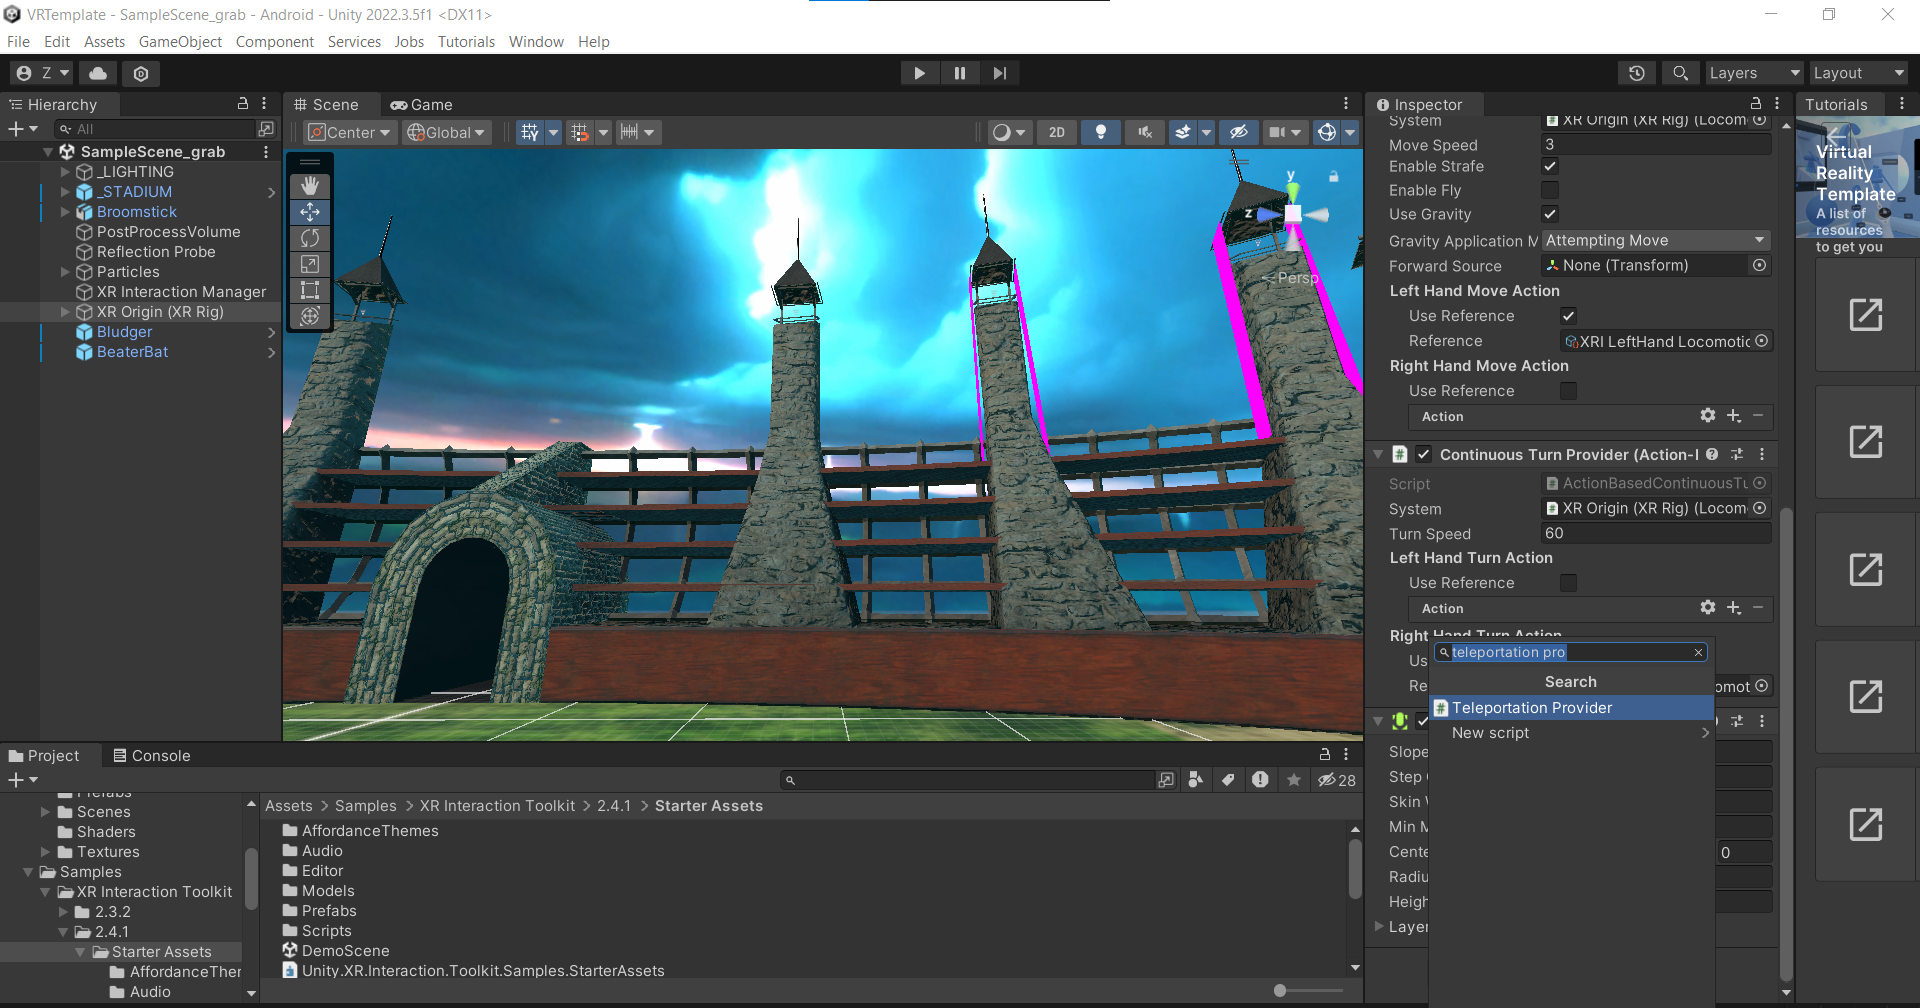 VRTemplate - SampleScene_grab - Android - Unity 2022.3.5f1 <DX11>
File Edit Assets GameObject Component Services Jobs Tutorials Window Help
Z
Layers
Layout
Hierarchy
All
SampleScene_grab
_LIGHTING
_STADIUM
Broomstick
PostProcessVolume
Reflection Probe
Particles
XR Interaction Manager
XR Origin (XR Rig)
Bludger
BeaterBat
Scene
Game
Center
Global
2D
y
z
Persp
Inspector
System XR Origin (XR Rig) (Locom
Move Speed 3
Enable Strafe
Enable Fly
Use Gravity
Gravity Application M Attempting Move
Forward Source None (Transform)
Left Hand Move Action
Use Reference
Reference XRI LeftHand Locomotic
Right Hand Move Action
Use Reference
Action
Continuous Turn Provider (Action-
Script ActionBasedContinuousTu
System XR Origin (XR Rig) (Locom
Turn Speed 60
Left Hand Turn Action
Use Reference
Action
Right Hand Turn Action
Us
Re omot
teleportation pro
Search
Teleportation Provider
New script
Slope
Step
Skin
Min M
Cente 0
Radiu
Heigh
Layer
Tutorials
Virtual
Reality
Template
A list of
resources
to get you
Project
Console
28
Prefabs
Scenes
Shaders
Textures
Samples
XR Interaction Toolkit
2.3.2
2.4.1
Starter Assets
AffordanceTher
Audio
Assets > Samples > XR Interaction Toolkit > 2.4.1 > Starter Assets
AffordanceThemes
Audio
Editor
Models
Prefabs
Scripts
DemoScene
Unity.XR.Interaction.Toolkit.Samples.StarterAssets